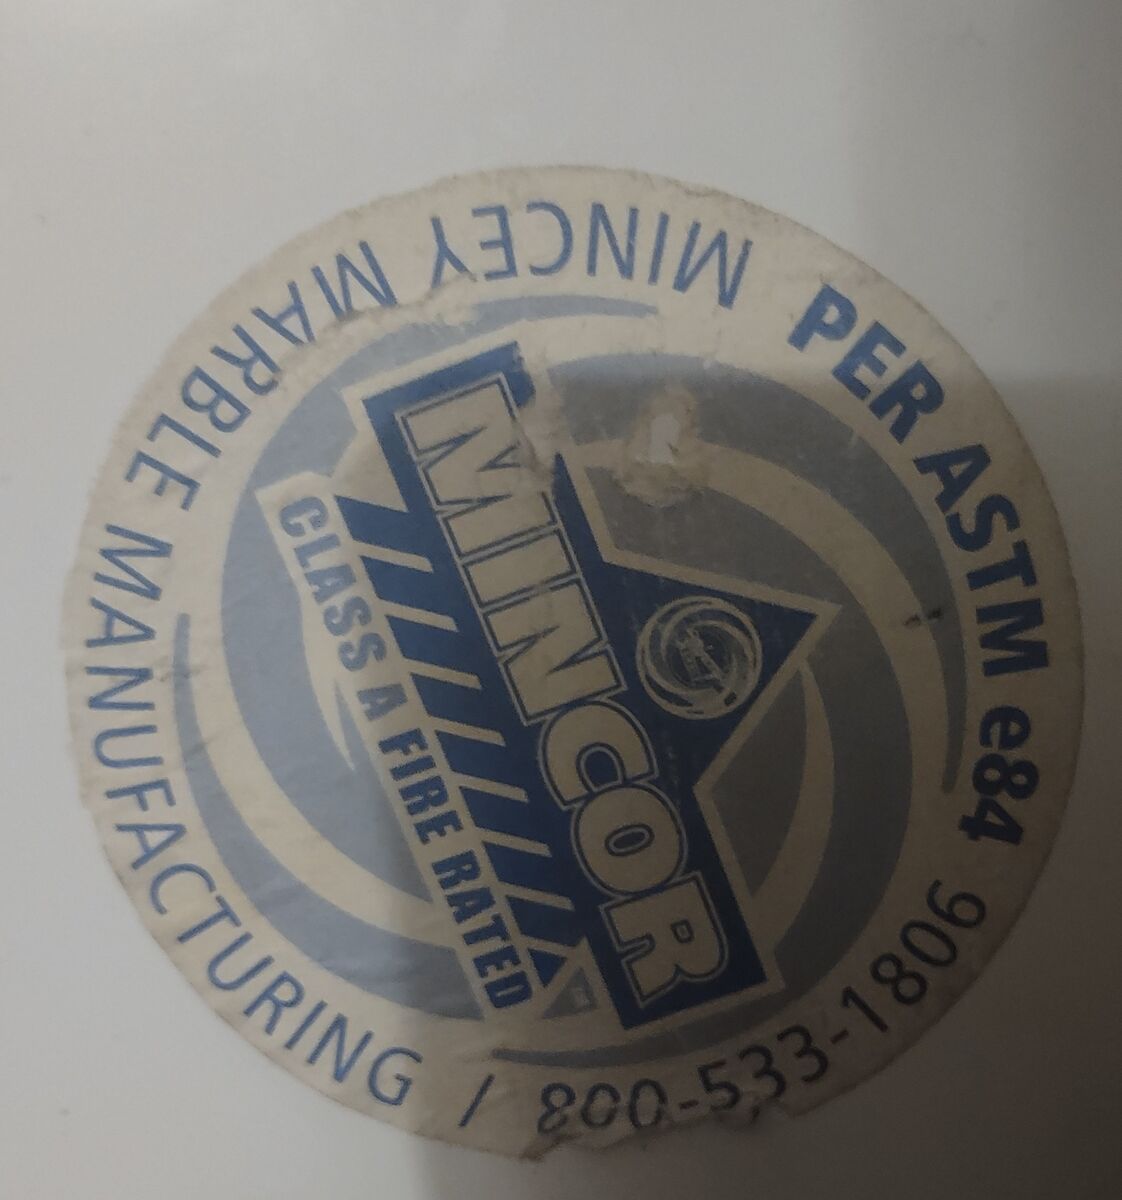 PER ASTM e84
MINCOR
CLASS A FIRE RATED
MINCEY MARBLE MANUFACTURING / 800-533-1806